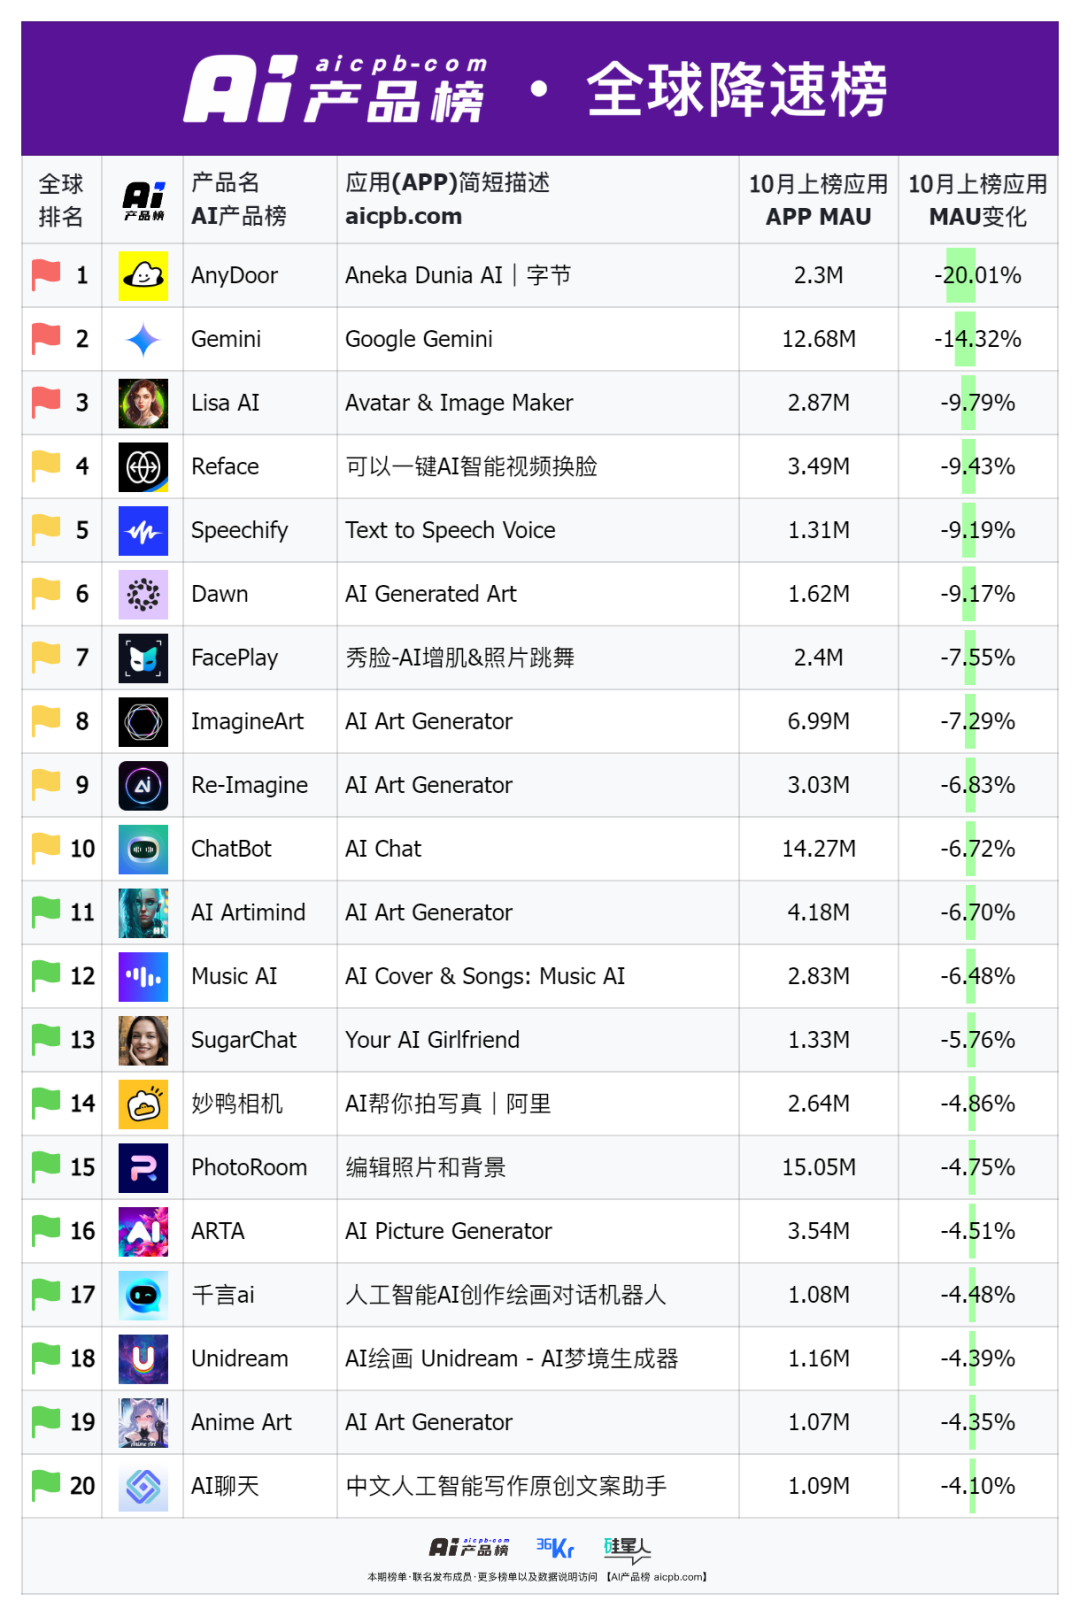 Ai aicpb-com 产品榜 · 全球降速榜
全球排名 Ai产品榜 产品名 AI产品榜 应用(APP)简短描述 aicpb.com 10月上榜应用 APP MAU 10月上榜应用 MAU变化
1 AnyDoor Aneka Dunia AI｜字节 2.3M -20.01%
2 Gemini Google Gemini 12.68M -14.32%
3 Lisa AI Avatar & Image Maker 2.87M -9.79%
4 Reface 可以一键AI智能视频换脸 3.49M -9.43%
5 Speechify Text to Speech Voice 1.31M -9.19%
6 Dawn AI Generated Art 1.62M -9.17%
7 FacePlay 秀脸-AI增肌&照片跳舞 2.4M -7.55%
8 ImagineArt AI Art Generator 6.99M -7.29%
9 Ai Re-Imagine AI Art Generator 3.03M -6.83%
10 ChatBot AI Chat 14.27M -6.72%
11 AI Artimind AI Art Generator 4.18M -6.70%
12 Music AI AI Cover & Songs: Music AI 2.83M -6.48%
13 SugarChat Your AI Girlfriend 1.33M -5.76%
14 妙鸭相机 AI帮你拍写真｜阿里 2.64M -4.86%
15 PhotoRoom 编辑照片和背景 15.05M -4.75%
16 AI ARTA AI Picture Generator 3.54M -4.51%
17 千言ai 人工智能AI创作绘画对话机器人 1.08M -4.48%
18 U Unidream AI绘画 Unidream - AI梦境生成器 1.16M -4.39%
19 Anime Art Anime Art AI Art Generator 1.07M -4.35%
20 AI聊天 中文人工智能写作原创文案助手 1.09M -4.10%
Ai aicpb-com 产品榜 36Kr 硅星人
本期榜单·联名发布成员·更多榜单以及数据说明访问 【AI产品榜 aicpb.com】